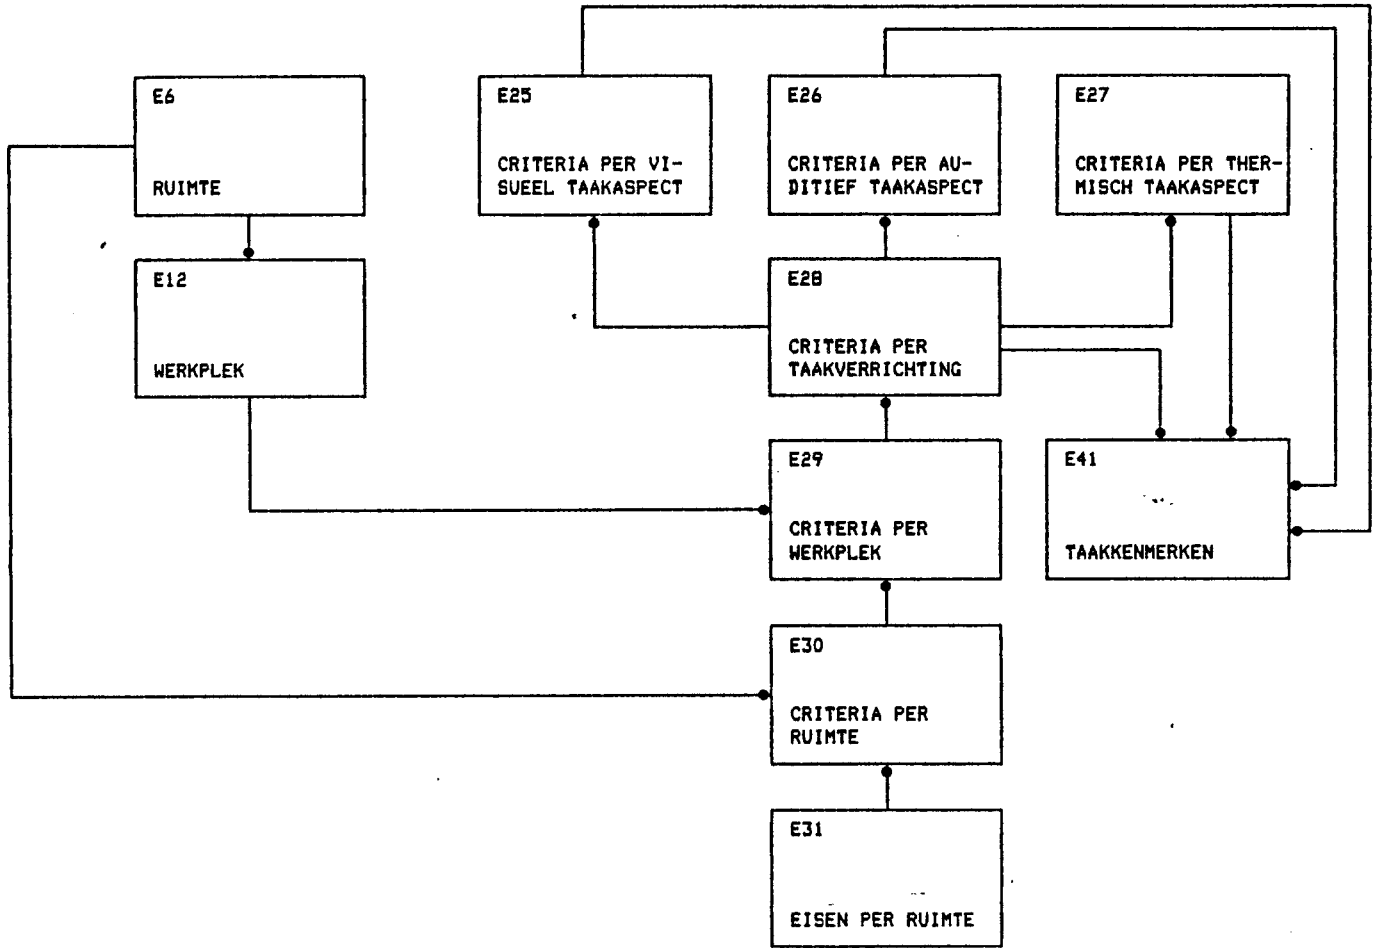 E6
RUIMTE
E25
CRITERIA PER VI-
SUEEL TAAKASPECT
E26
CRITERIA PER AU-
DITIEF TAAKASPECT
E27
CRITERIA PER THER-
MISCH TAAKASPECT
E12
WERKPLEK
E28
CRITERIA PER
TAAKVERRICHTING
E29
CRITERIA PER
WERKPLEK
E41
TAAKKENMERKEN
E30
CRITERIA PER
RUIMTE
E31
EISEN PER RUIMTE